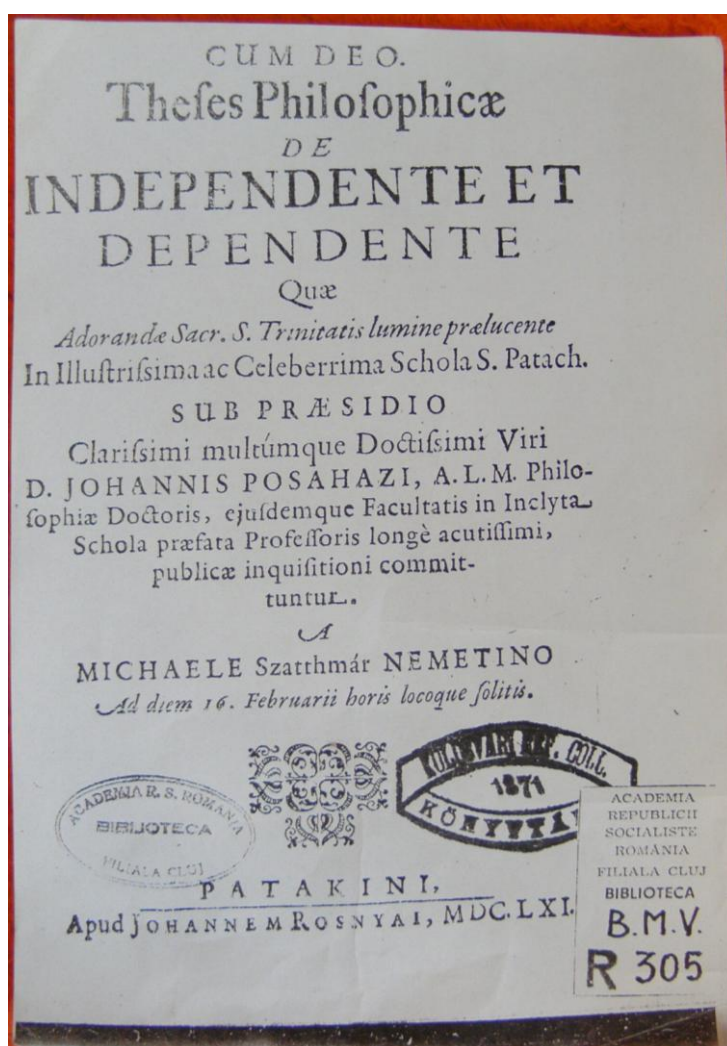 CUM DEO.
Theſes Philoſophicæ
DE
INDEPENDENTE ET
DEPENDENTE
Quæ
Adorandæ Sacr. S. Trinitatis lumine prælucente
In Illuſtriſsima ac Celeberrima Schola S. Patach.
SUB PRÆSIDIO
Clariſsimi multúmque Doctiſsimi Viri
D. JOHANNIS POSAHAZI, A.L.M. Philo-
ſophiæ Doctoris, ejuſdemque Facultatis in Inclyta
Schola præfata Profeſſoris longè acutiſſimi,
publicæ inquiſitioni commit-
tuntur.
A
MICHAELE Szatthmár NEMETINO
Ad diem 16. Februarii horis locoque ſolitis.
ACADEMIA R. S. ROMÂNIA
BIBLIOTECA
FILIALA CLUJ
KOLOZSVÁRI REF. COLL.
1871
KÖNYVTÁR
PATAKINI,
Apud JOHANNEM ROSNYAI, MDC.LXI.
ACADEMIA
REPUBLICII
SOCIALISTE
ROMÂNIA
FILIALA CLUJ
BIBLIOTECA
B.M.V.
R 305